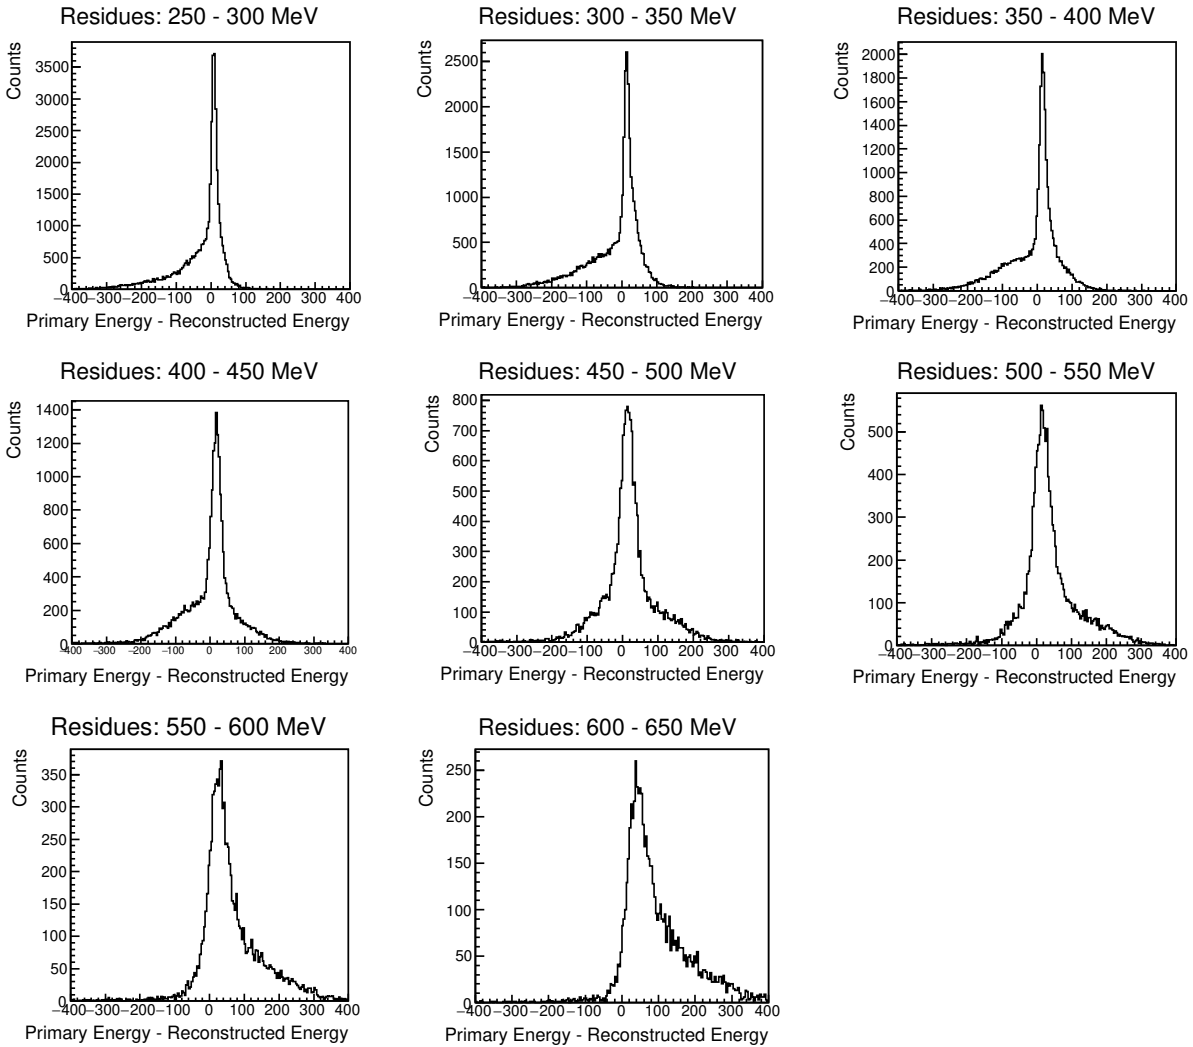 Residues: 250 - 300 MeV
Counts
3500
3000
2500
2000
1500
1000
500
0
−400 −300 −200 −100 0 100 200 300 400
Primary Energy - Reconstructed Energy
Residues: 300 - 350 MeV
Counts
2500
2000
1500
1000
500
0
−400 −300 −200 −100 0 100 200 300 400
Primary Energy - Reconstructed Energy
Residues: 350 - 400 MeV
Counts
2000
1800
1600
1400
1200
1000
800
600
400
200
0
−400 −300 −200 −100 0 100 200 300 400
Primary Energy - Reconstructed Energy
Residues: 400 - 450 MeV
Counts
1400
1200
1000
800
600
400
200
0
−400 −300 −200 −100 0 100 200 300 400
Primary Energy - Reconstructed Energy
Residues: 450 - 500 MeV
Counts
800
700
600
500
400
300
200
100
0
−400 −300 −200 −100 0 100 200 300 400
Primary Energy - Reconstructed Energy
Residues: 500 - 550 MeV
Counts
500
400
300
200
100
0
−400 −300 −200 −100 0 100 200 300 400
Primary Energy - Reconstructed Energy
Residues: 550 - 600 MeV
Counts
350
300
250
200
150
100
50
0
−400 −300 −200 −100 0 100 200 300 400
Primary Energy - Reconstructed Energy
Residues: 600 - 650 MeV
Counts
250
200
150
100
50
0
−400 −300 −200 −100 0 100 200 300 400
Primary Energy - Reconstructed Energy